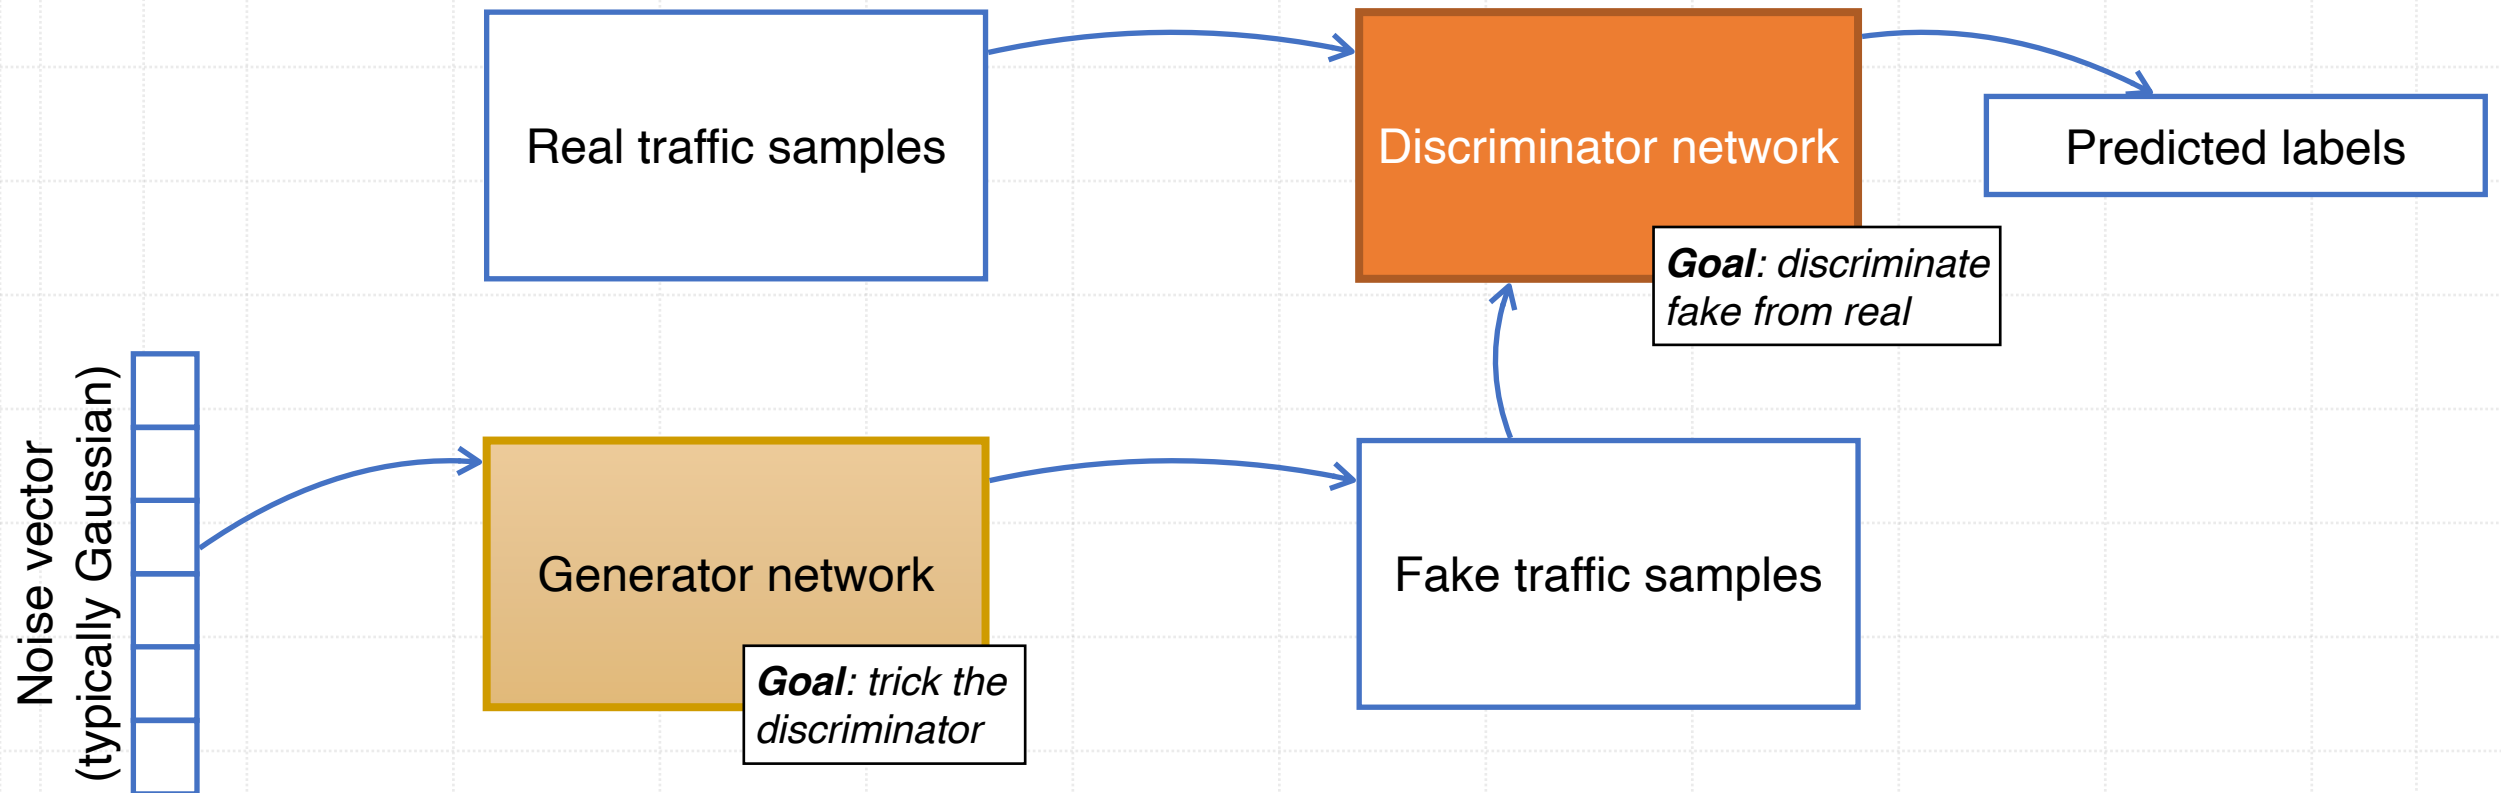 Real traffic samples
Discriminator network
Predicted labels
Goal: discriminate
fake from real
Noise vector
(typically Gaussian)
Generator network
Goal: trick the
discriminator
Fake traffic samples